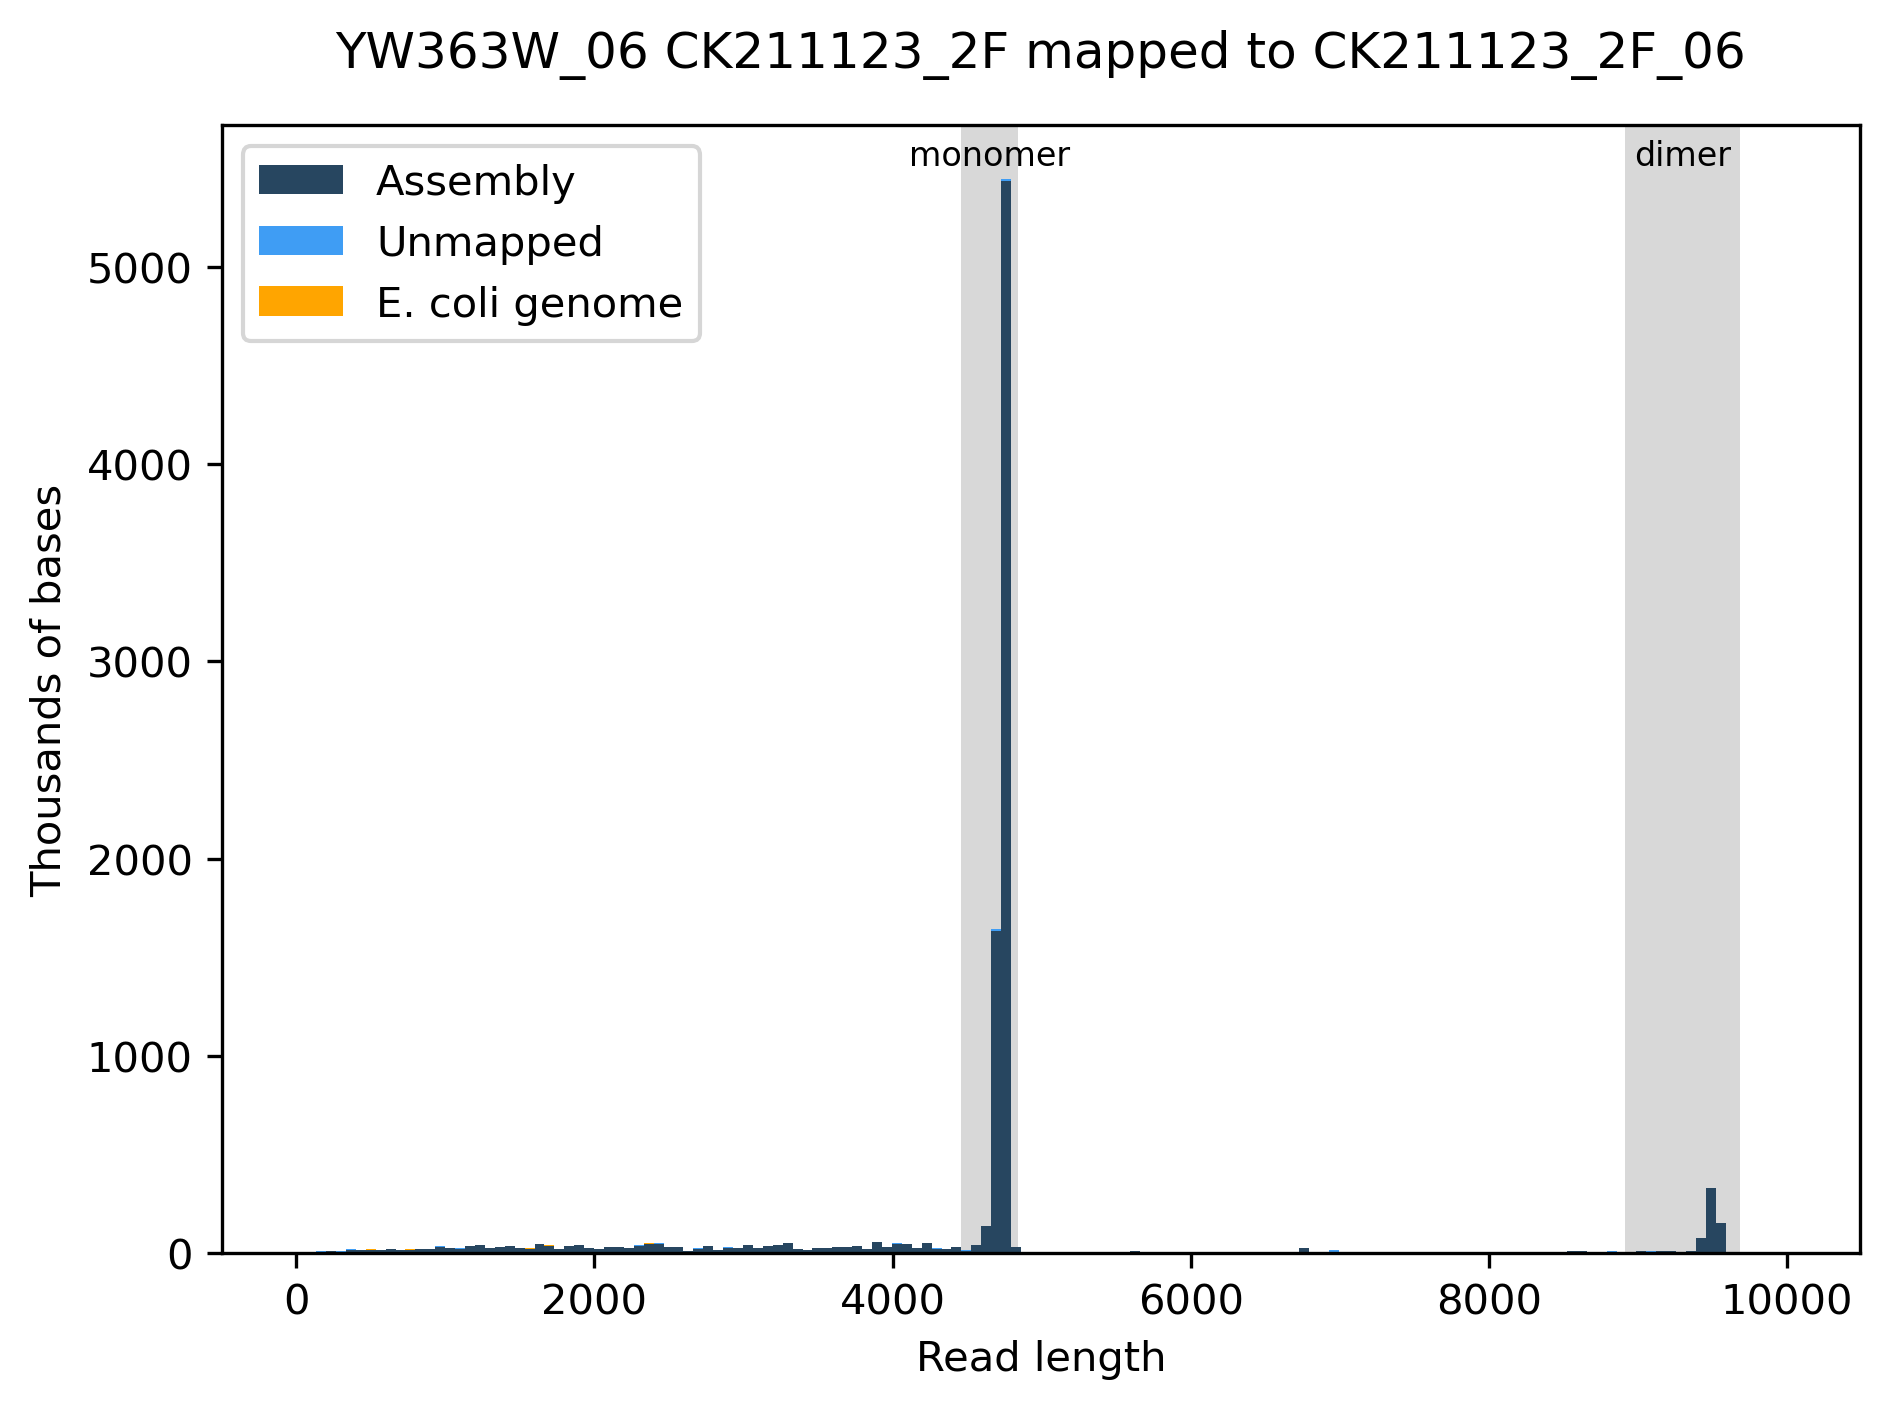 YW363W_06 CK211123_2F mapped to CK211123_2F_06
monomer
dimer
Assembly
Unmapped
E. coli genome
Thousands of bases
5000
4000
3000
2000
1000
0
0 2000 4000 6000 8000 10000
Read length